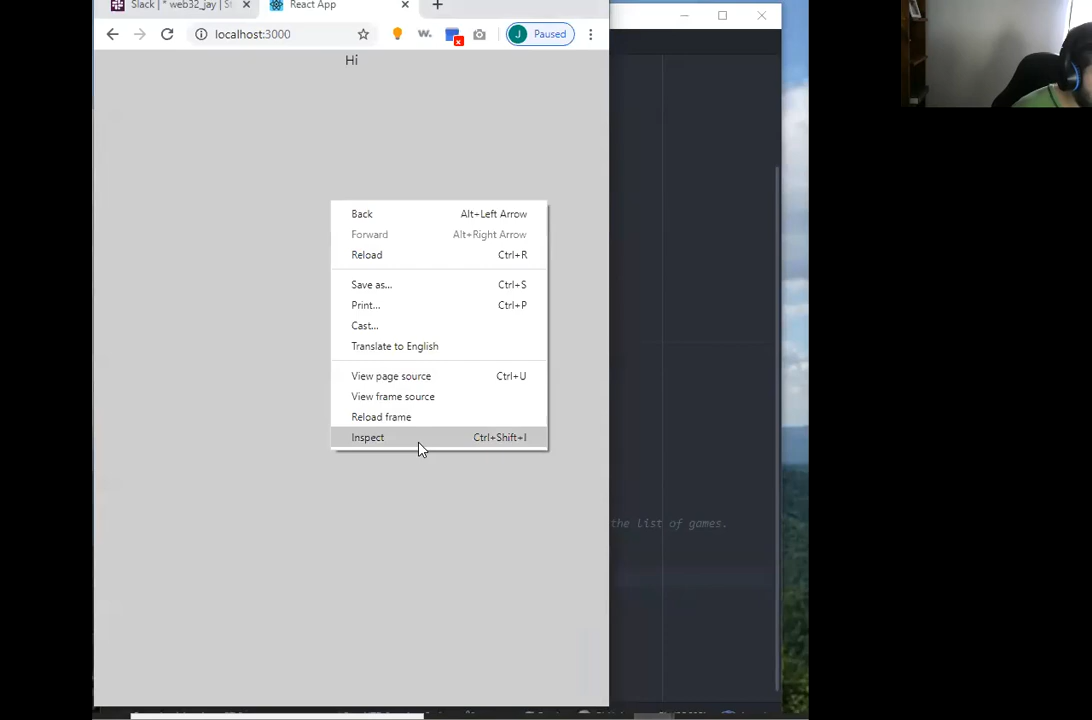 Slack | * web32_jay | S
React App
localhost:3000
J Paused
Hi
Back Alt+Left Arrow
Forward Alt+Right Arrow
Reload Ctrl+R
Save as... Ctrl+S
Print... Ctrl+P
Cast...
Translate to English
View page source Ctrl+U
View frame source
Reload frame
Inspect Ctrl+Shift+I
the list of games.